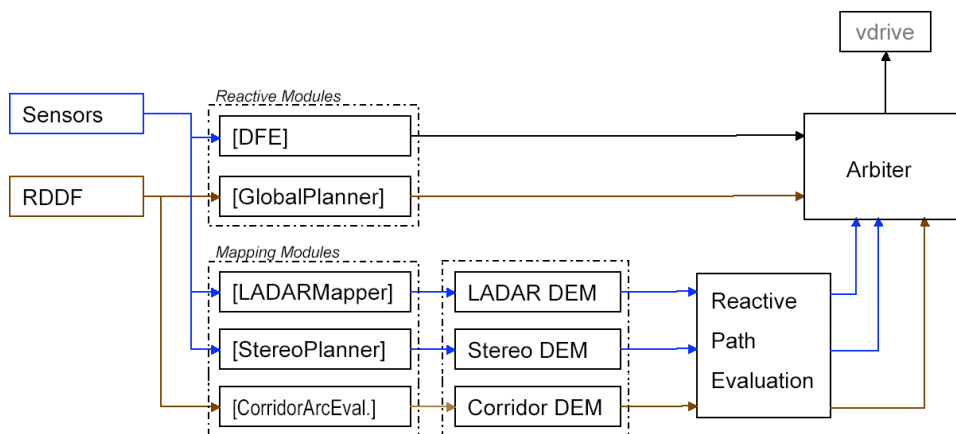 vdrive
Reactive Modules
Sensors
[DFE]
Arbiter
RDDF
[GlobalPlanner]
Mapping Modules
[LADARMapper]
LADAR DEM
Reactive
Path
Evaluation
[StereoPlanner]
Stereo DEM
[CorridorArcEval.]
Corridor DEM